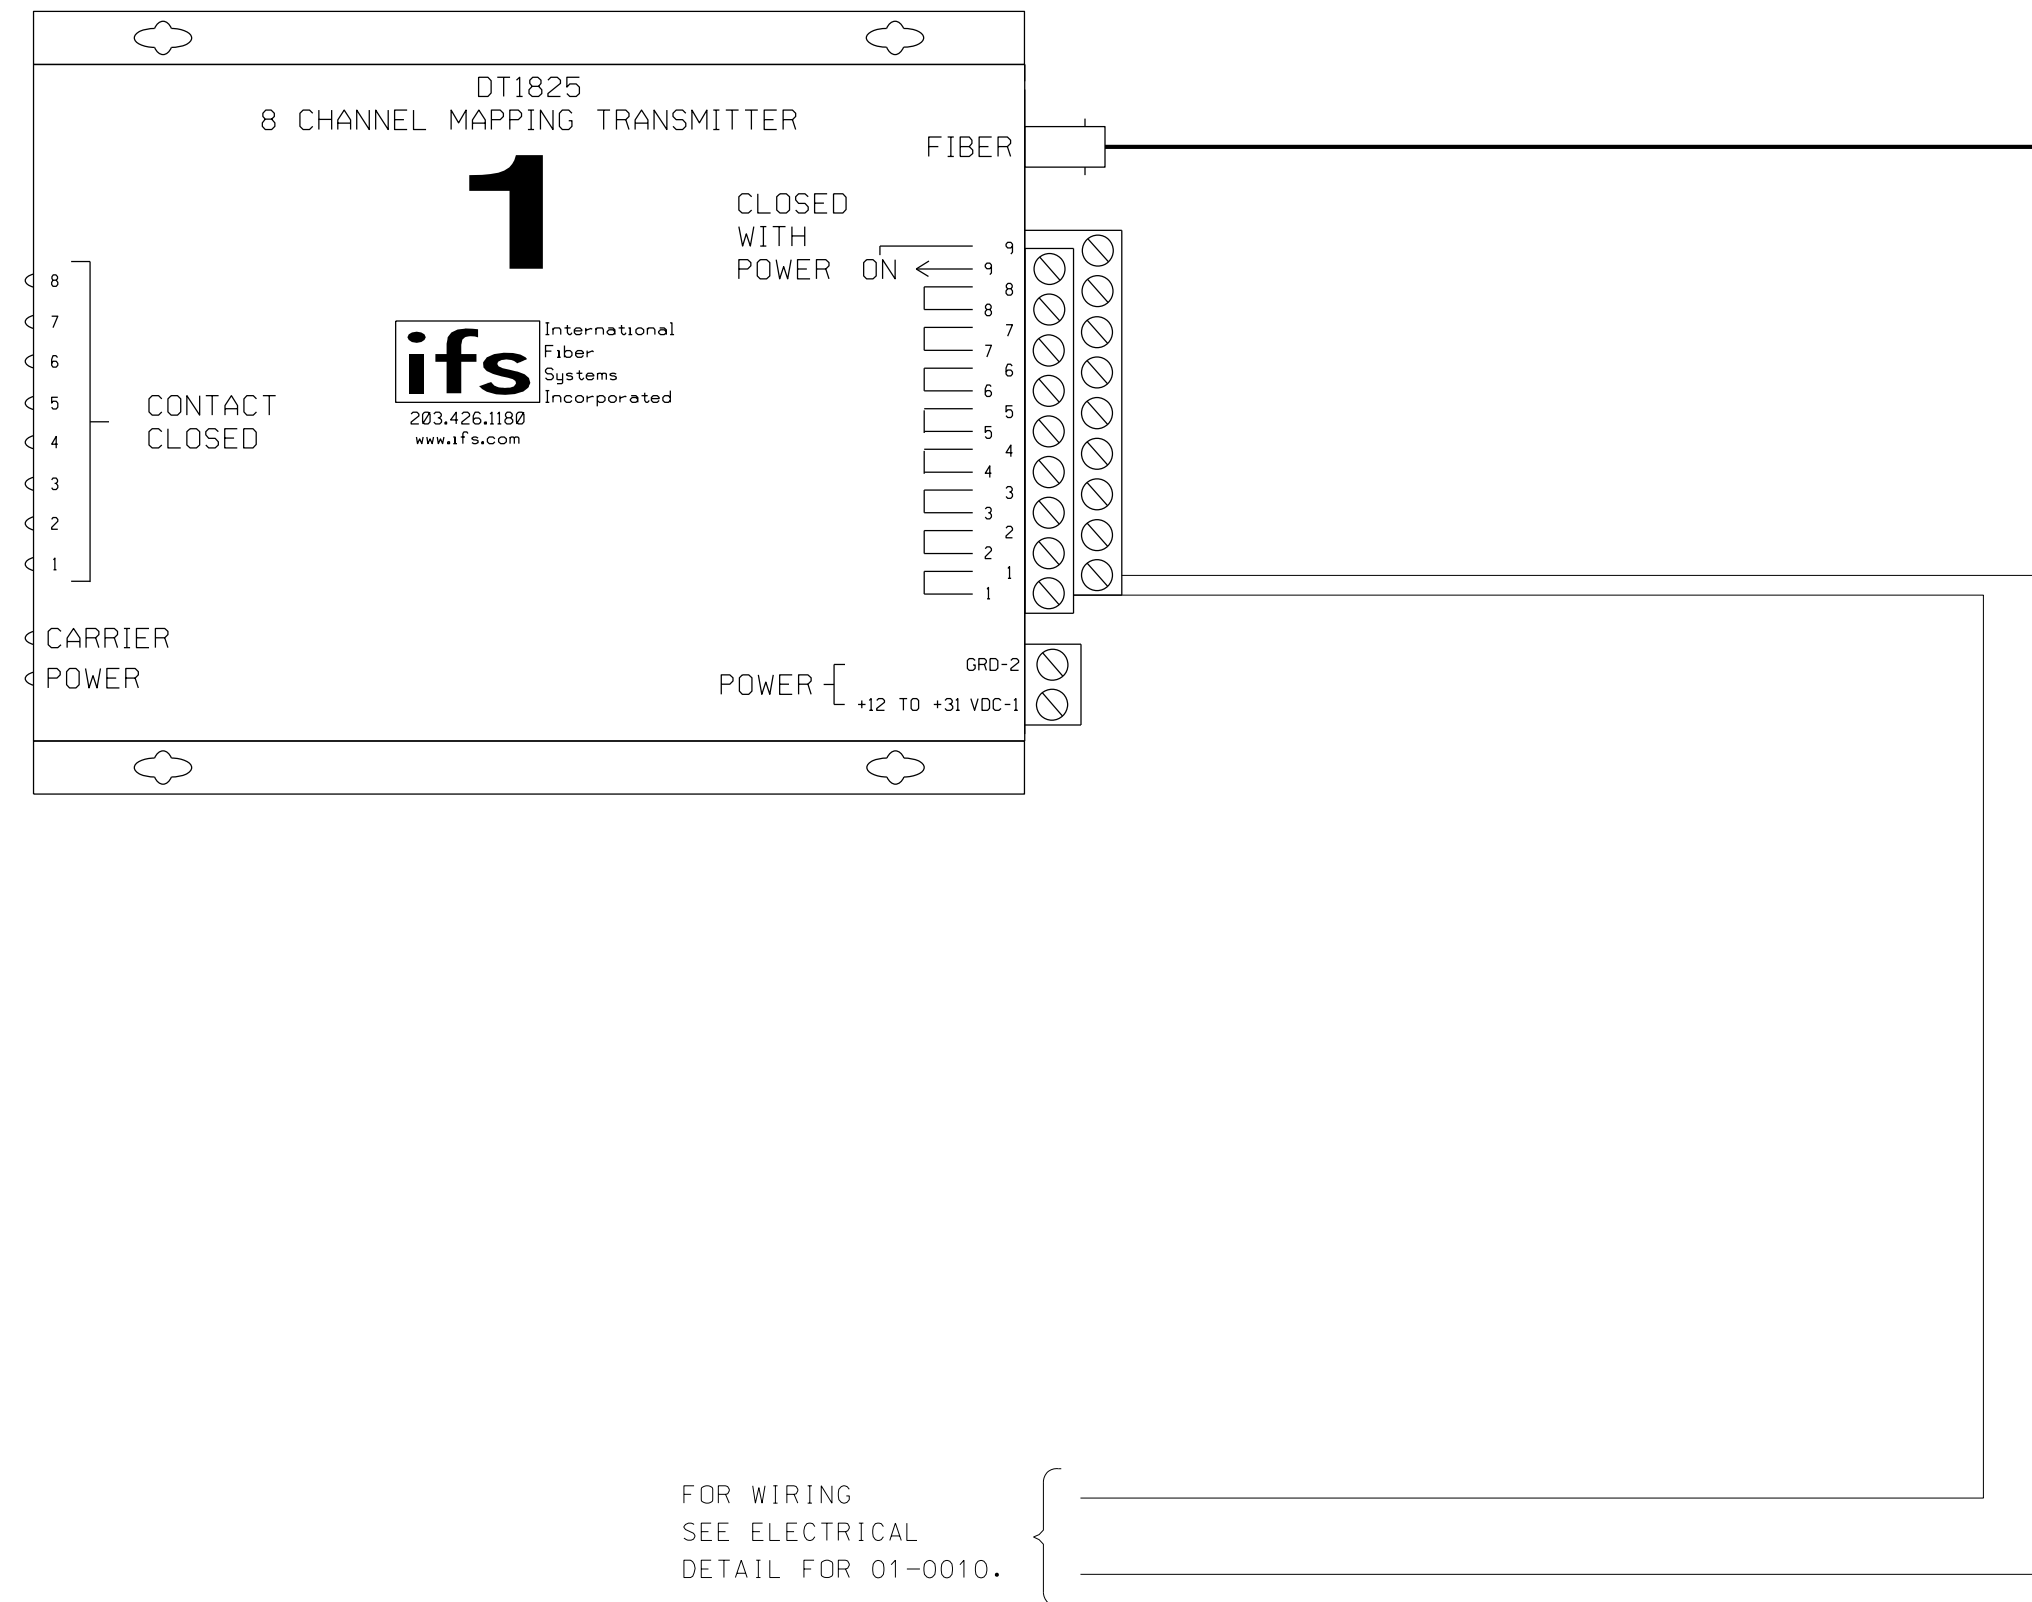 DT1825
8 CHANNEL MAPPING TRANSMITTER
FIBER
1
CLOSED
WITH
POWER ON
9
9
8
8
7
7
6
6
5
5
4
4
3
3
2
2
1
1
8
7
6
5
4
3
2
1
CONTACT
CLOSED
ifs
International
Fiber
Systems
Incorporated
203.426.1180
www.ifs.com
CARRIER
POWER
POWER
GRD-2
+12 TO +31 VDC-1
FOR WIRING
SEE ELECTRICAL
DETAIL FOR 01-0010.